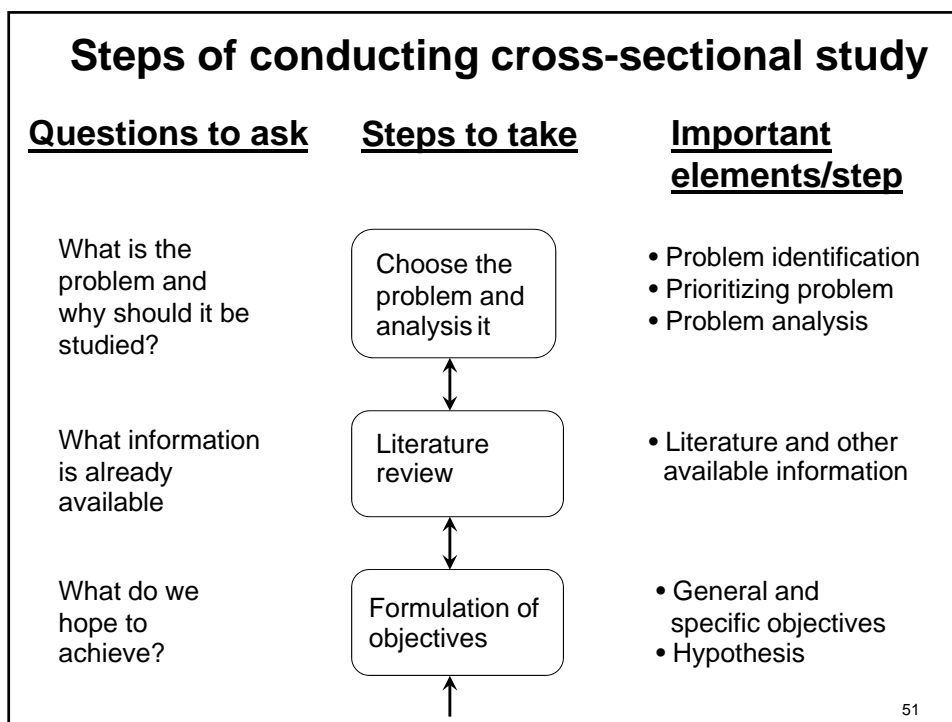 Steps of conducting cross-sectional study
Questions to ask
Steps to take
Important
elements/step
What is the
problem and
why should it be
studied?
Choose the
problem and
analysis it
• Problem identification
• Prioritizing problem
• Problem analysis
What information
is already
available
Literature
review
• Literature and other
available information
What do we
hope to
achieve?
Formulation of
objectives
• General and
specific objectives
• Hypothesis
51